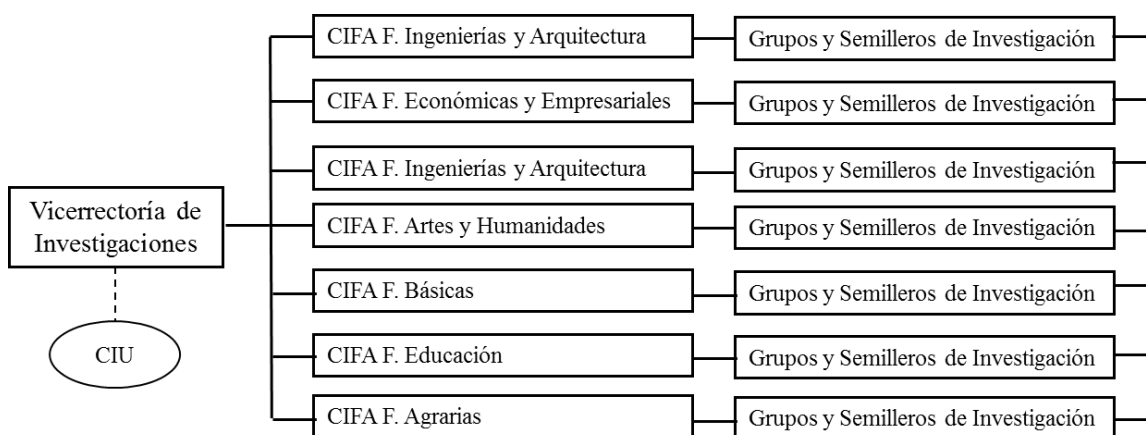 CIFA F. Ingenierías y Arquitectura
Grupos y Semilleros de Investigación
CIFA F. Económicas y Empresariales
Grupos y Semilleros de Investigación
CIFA F. Ingenierías y Arquitectura
Grupos y Semilleros de Investigación
Vicerrectoría de
Investigaciones
CIFA F. Artes y Humanidades
Grupos y Semilleros de Investigación
CIFA F. Básicas
Grupos y Semilleros de Investigación
CIU
CIFA F. Educación
Grupos y Semilleros de Investigación
CIFA F. Agrarias
Grupos y Semilleros de Investigación